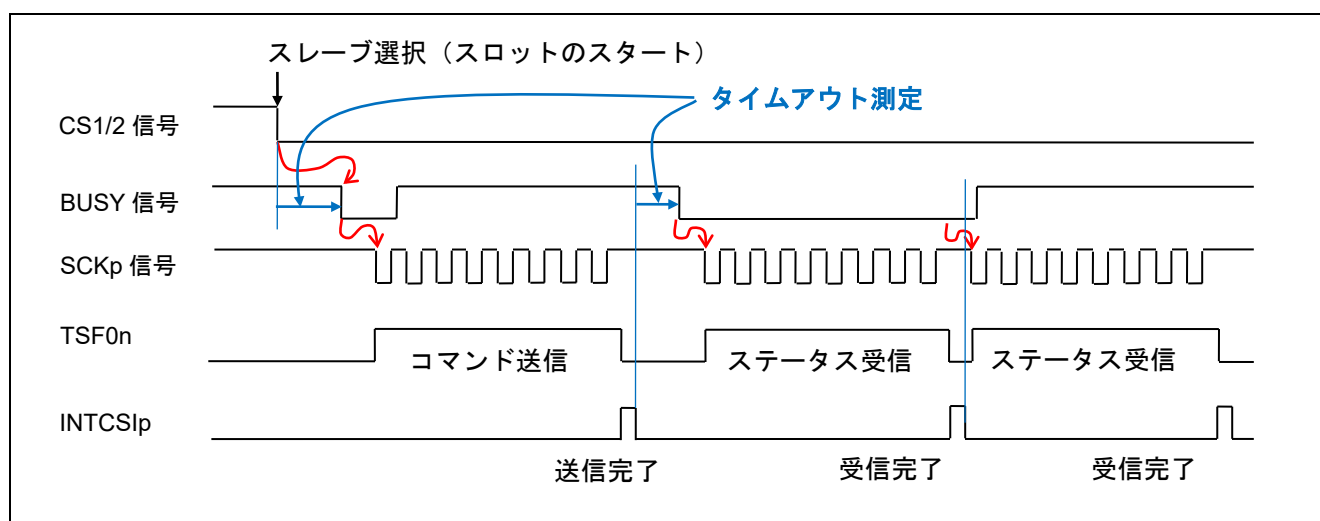 スレーブ選択（スロットのスタート）
タイムアウト測定
CS1/2 信号
BUSY 信号
SCKp 信号
TSF0n
コマンド送信 ステータス受信 ステータス受信
INTCSIp
送信完了 受信完了 受信完了